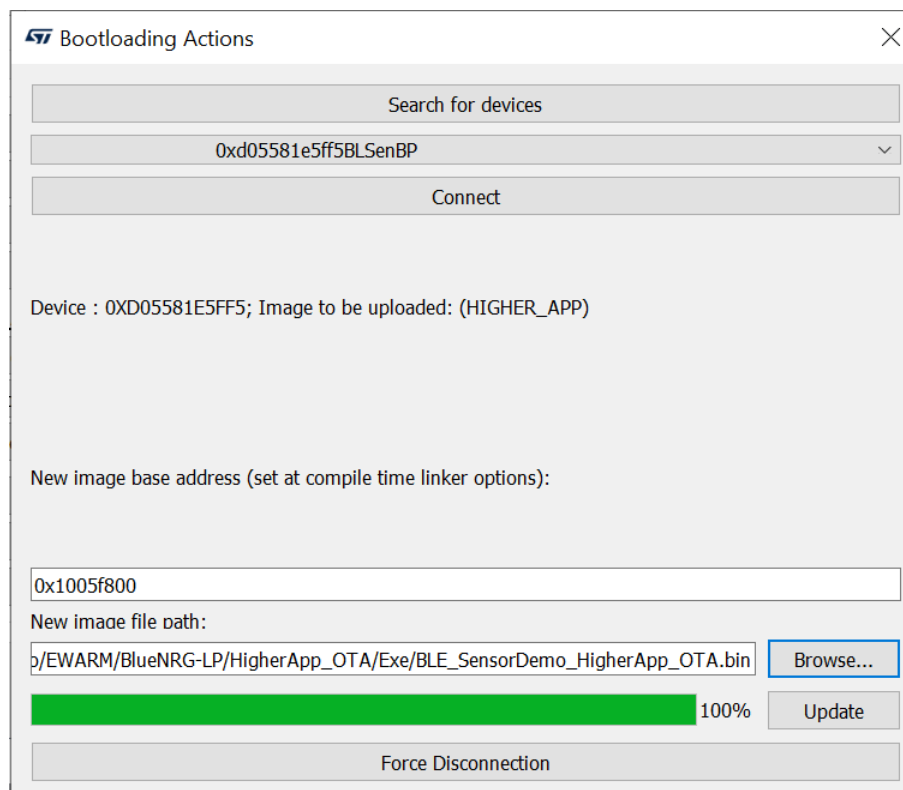 ST Bootloading Actions
Search for devices
0xd05581e5ff5BLSenBP
Connect
Device : 0XD05581E5FF5; Image to be uploaded: (HIGHER_APP)
New image base address (set at compile time linker options):
0x1005f800
New image file path:
o/EWARM/BlueNRG-LP/HigherApp_OTA/Exe/BLE_SensorDemo_HigherApp_OTA.bin Browse...
100% Update
Force Disconnection